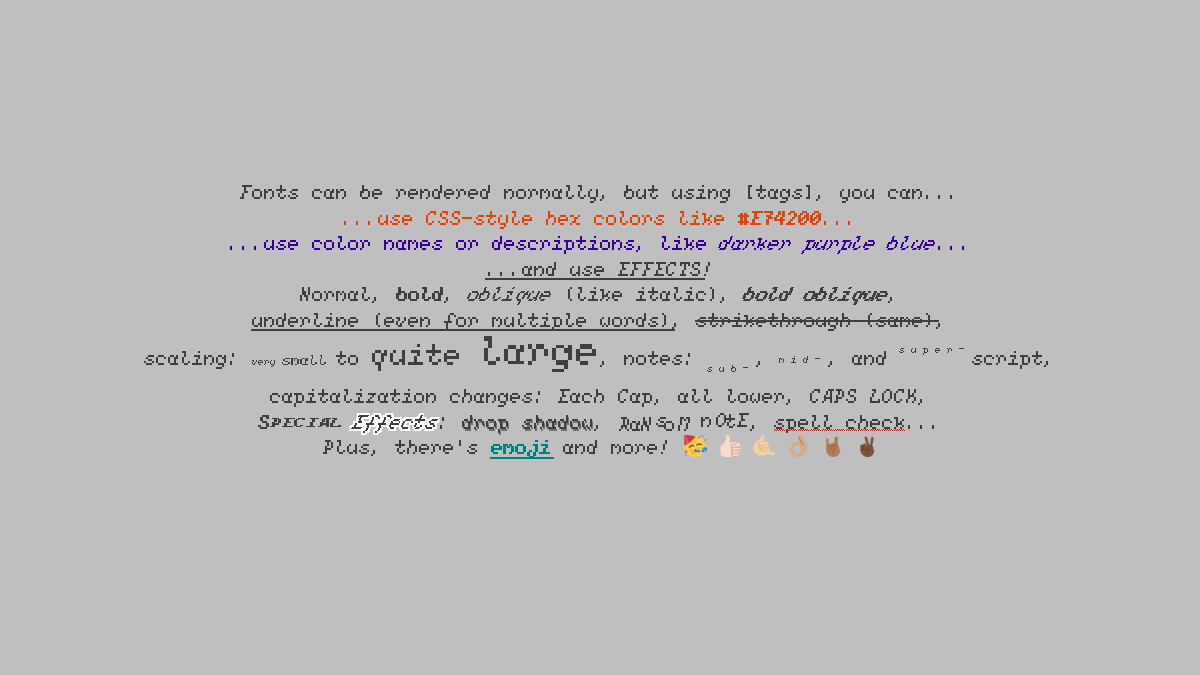 Fonts can be rendered normally, but using [tags], you can...
...use CSS-style hex colors like #E74200...
...use color names or descriptions, like darker purple blue...
...and use EFFECTS!
Normal, bold, oblique (like italic), bold oblique,
underline (even for multiple words), strikethrough (same),
scaling: very small to quite large, notes: sub-, mid-, and super-script,
capitalization changes: Each Cap, all lower, CAPS LOCK,
Special Effects: drop shadow, RaNsoM nOtE, spell check...
Plus, there's emoji and more! 🥳 👍🏻 🤙🏼 👌🏽 🤘🏾 ✌🏿